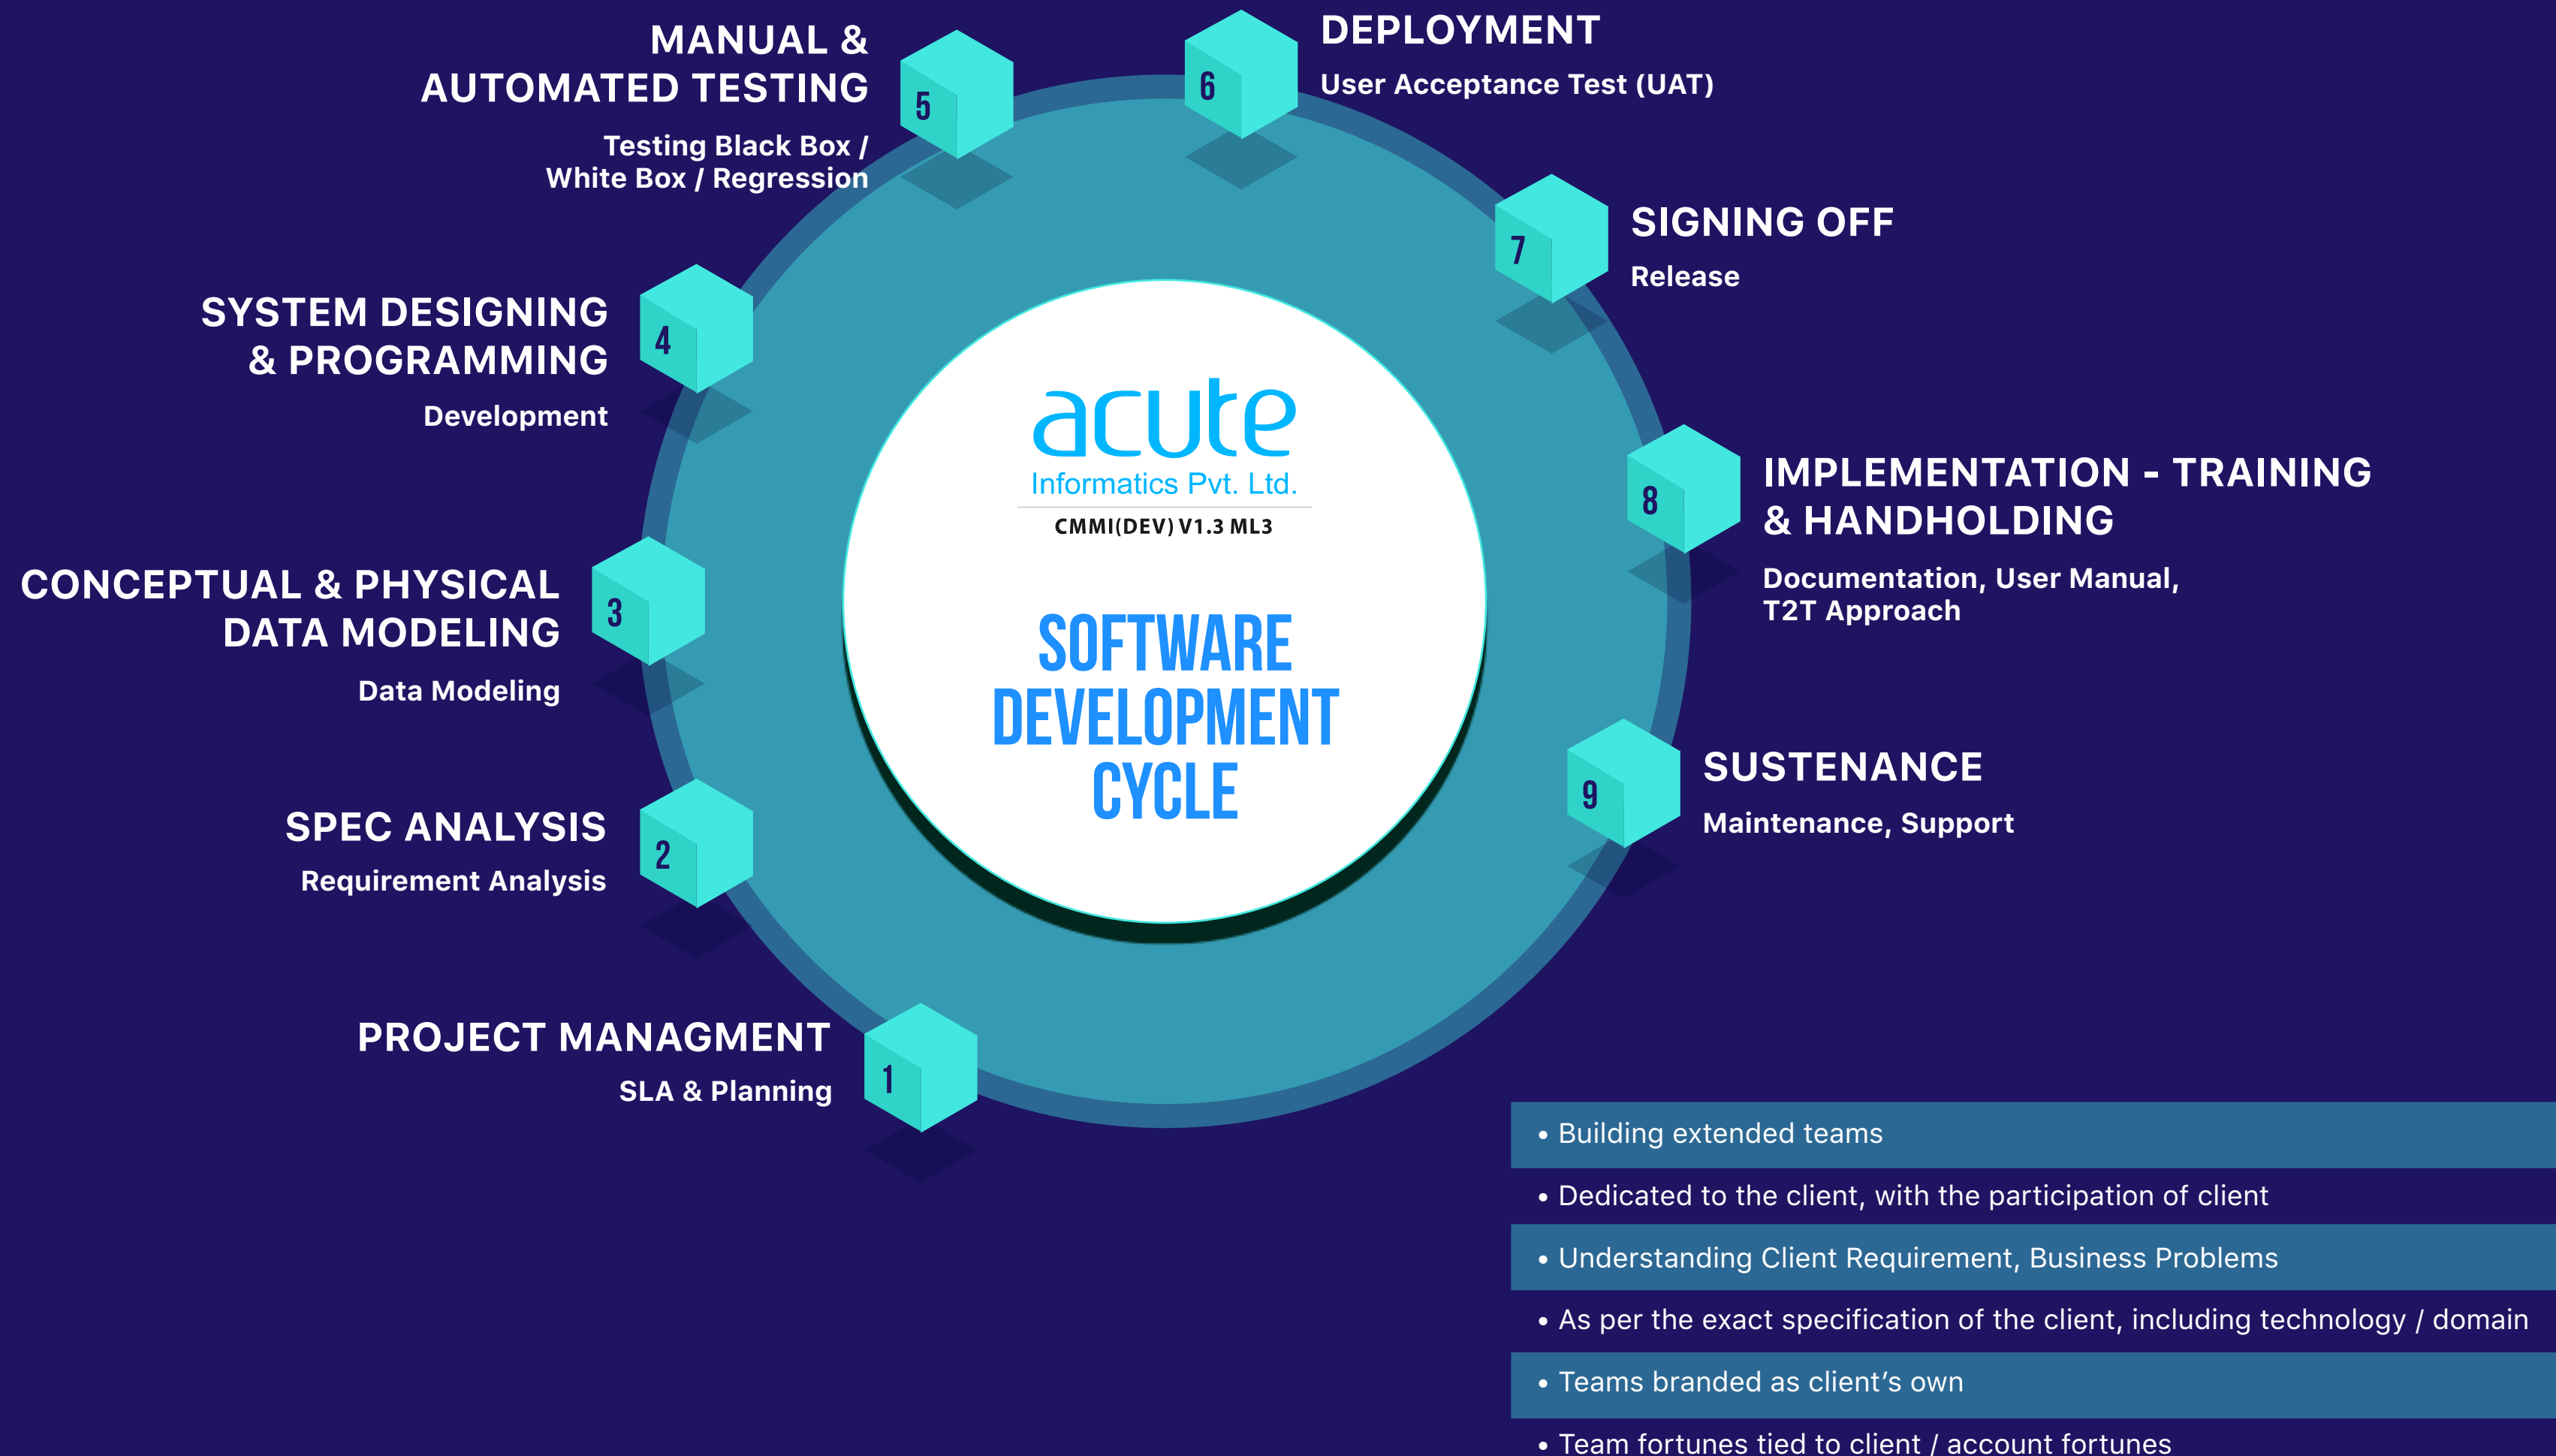 MANUAL &
AUTOMATED TESTING
Testing Black Box /
White Box / Regression
5
6
DEPLOYMENT
User Acceptance Test (UAT)
7
SIGNING OFF
Release
SYSTEM DESIGNING
& PROGRAMMING
Development
4
8
IMPLEMENTATION - TRAINING
& HANDHOLDING
Documentation, User Manual,
T2T Approach
acute
Informatics Pvt. Ltd.
CMMI(DEV) V1.3 ML3
SOFTWARE
DEVELOPMENT
CYCLE
CONCEPTUAL & PHYSICAL
DATA MODELING
Data Modeling
3
9
SUSTENANCE
Maintenance, Support
SPEC ANALYSIS
Requirement Analysis
2
PROJECT MANAGMENT
SLA & Planning
1
• Building extended teams
• Dedicated to the client, with the participation of client
• Understanding Client Requirement, Business Problems
• As per the exact specification of the client, including technology / domain
• Teams branded as client’s own
• Team fortunes tied to client / account fortunes